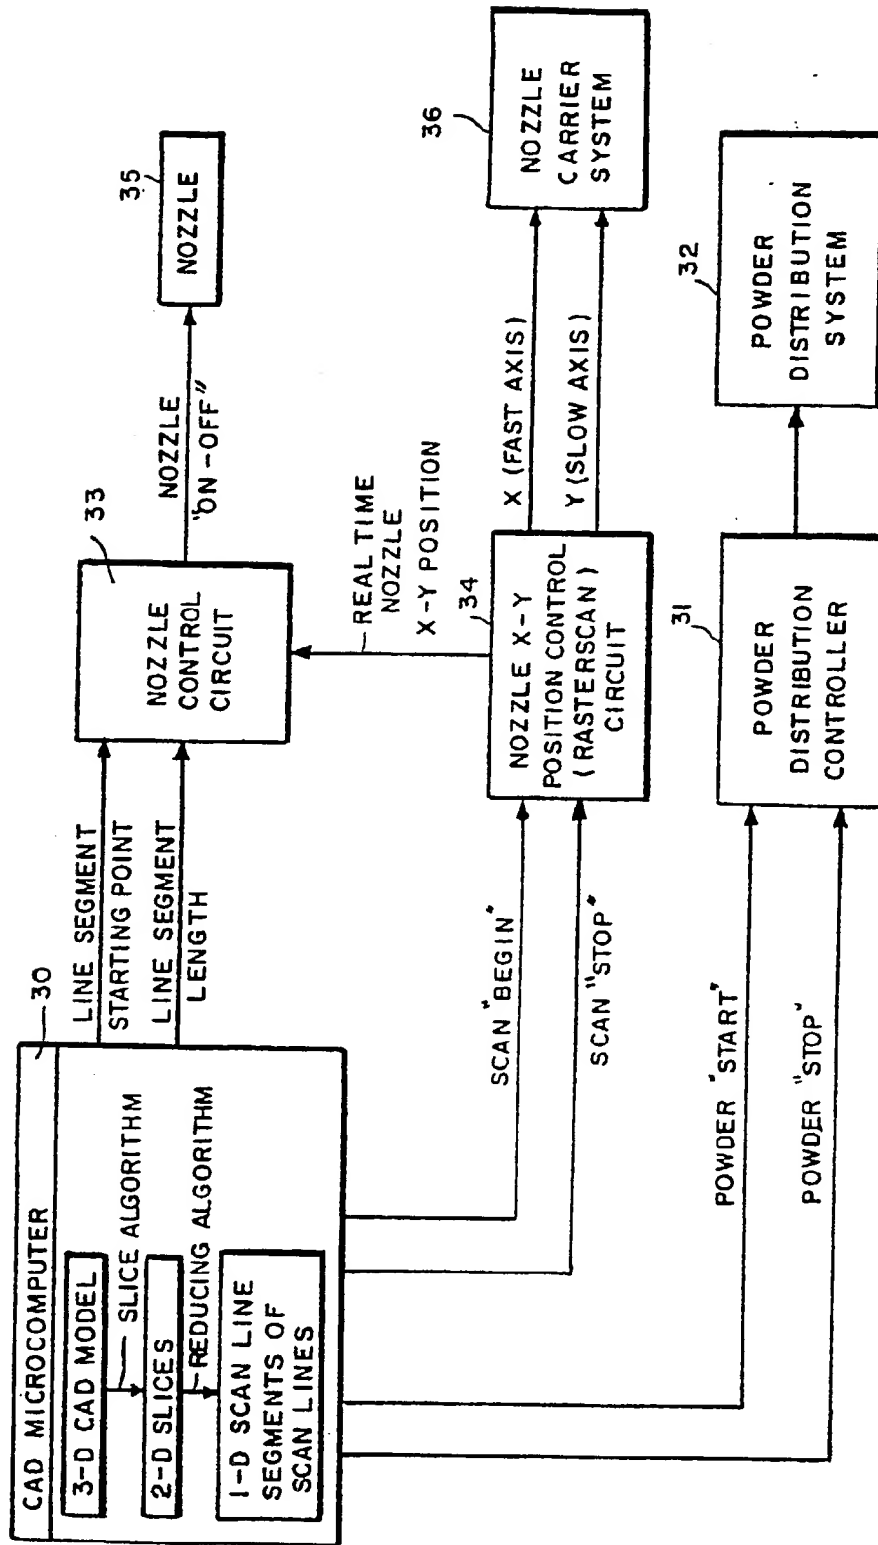 CAD MICROCOMPUTER
30
3-D CAD MODEL
SLICE ALGORITHM
2-D SLICES
REDUCING ALGORITHM
1-D SCAN LINE
SEGMENTS OF
SCAN LINES
LINE SEGMENT
STARTING POINT
LINE SEGMENT
LENGTH
33
NOZZLE
CONTROL
CIRCUIT
NOZZLE
"ON-OFF"
35
NOZZLE
REAL TIME
NOZZLE
X-Y POSITION
SCAN "BEGIN"
SCAN "STOP"
34
NOZZLE X-Y
POSITION CONTROL
(RASTERSCAN)
CIRCUIT
X (FAST AXIS)
Y (SLOW AXIS)
36
NOZZLE
CARRIER
SYSTEM
POWDER "START"
POWDER "STOP"
31
POWDER
DISTRIBUTION
CONTROLLER
32
POWDER
DISTRIBUTION
SYSTEM